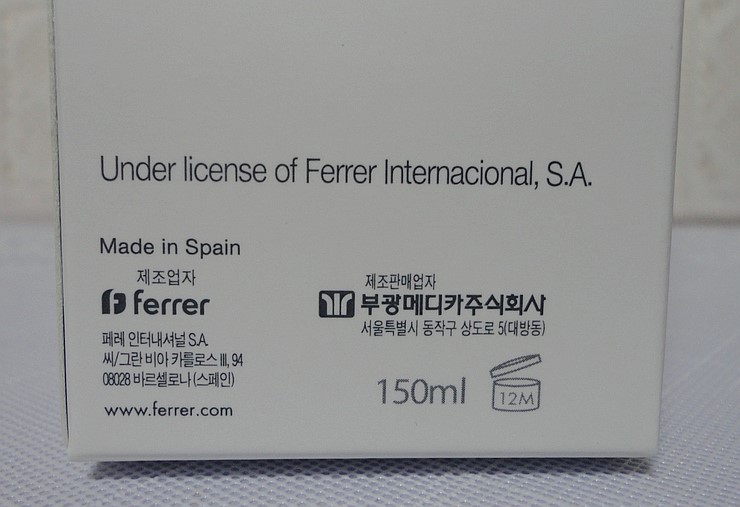 Under license of Ferrer Internacional, S.A.
Made in Spain
제조업자
ferrer
페레 인터내셔널 S.A.
씨/그란 비아 카를로스 III, 94
08028 바르셀로나 (스페인)
www.ferrer.com
제조판매업자
부광메디카주식회사
서울특별시 동작구 상도로 5(대방동)
150ml
12M